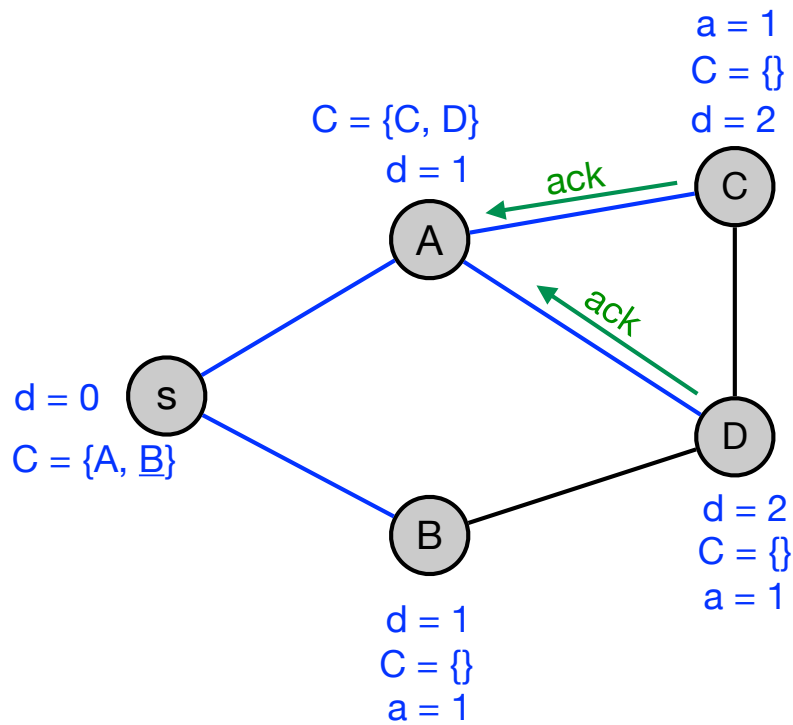 a = 1
C = {}
d = 2
C = {C, D}
d = 1
ack
C
A
ack
s
d = 0
C = {A, B}
D
B
d = 2
C = {}
a = 1
d = 1
C = {}
a = 1